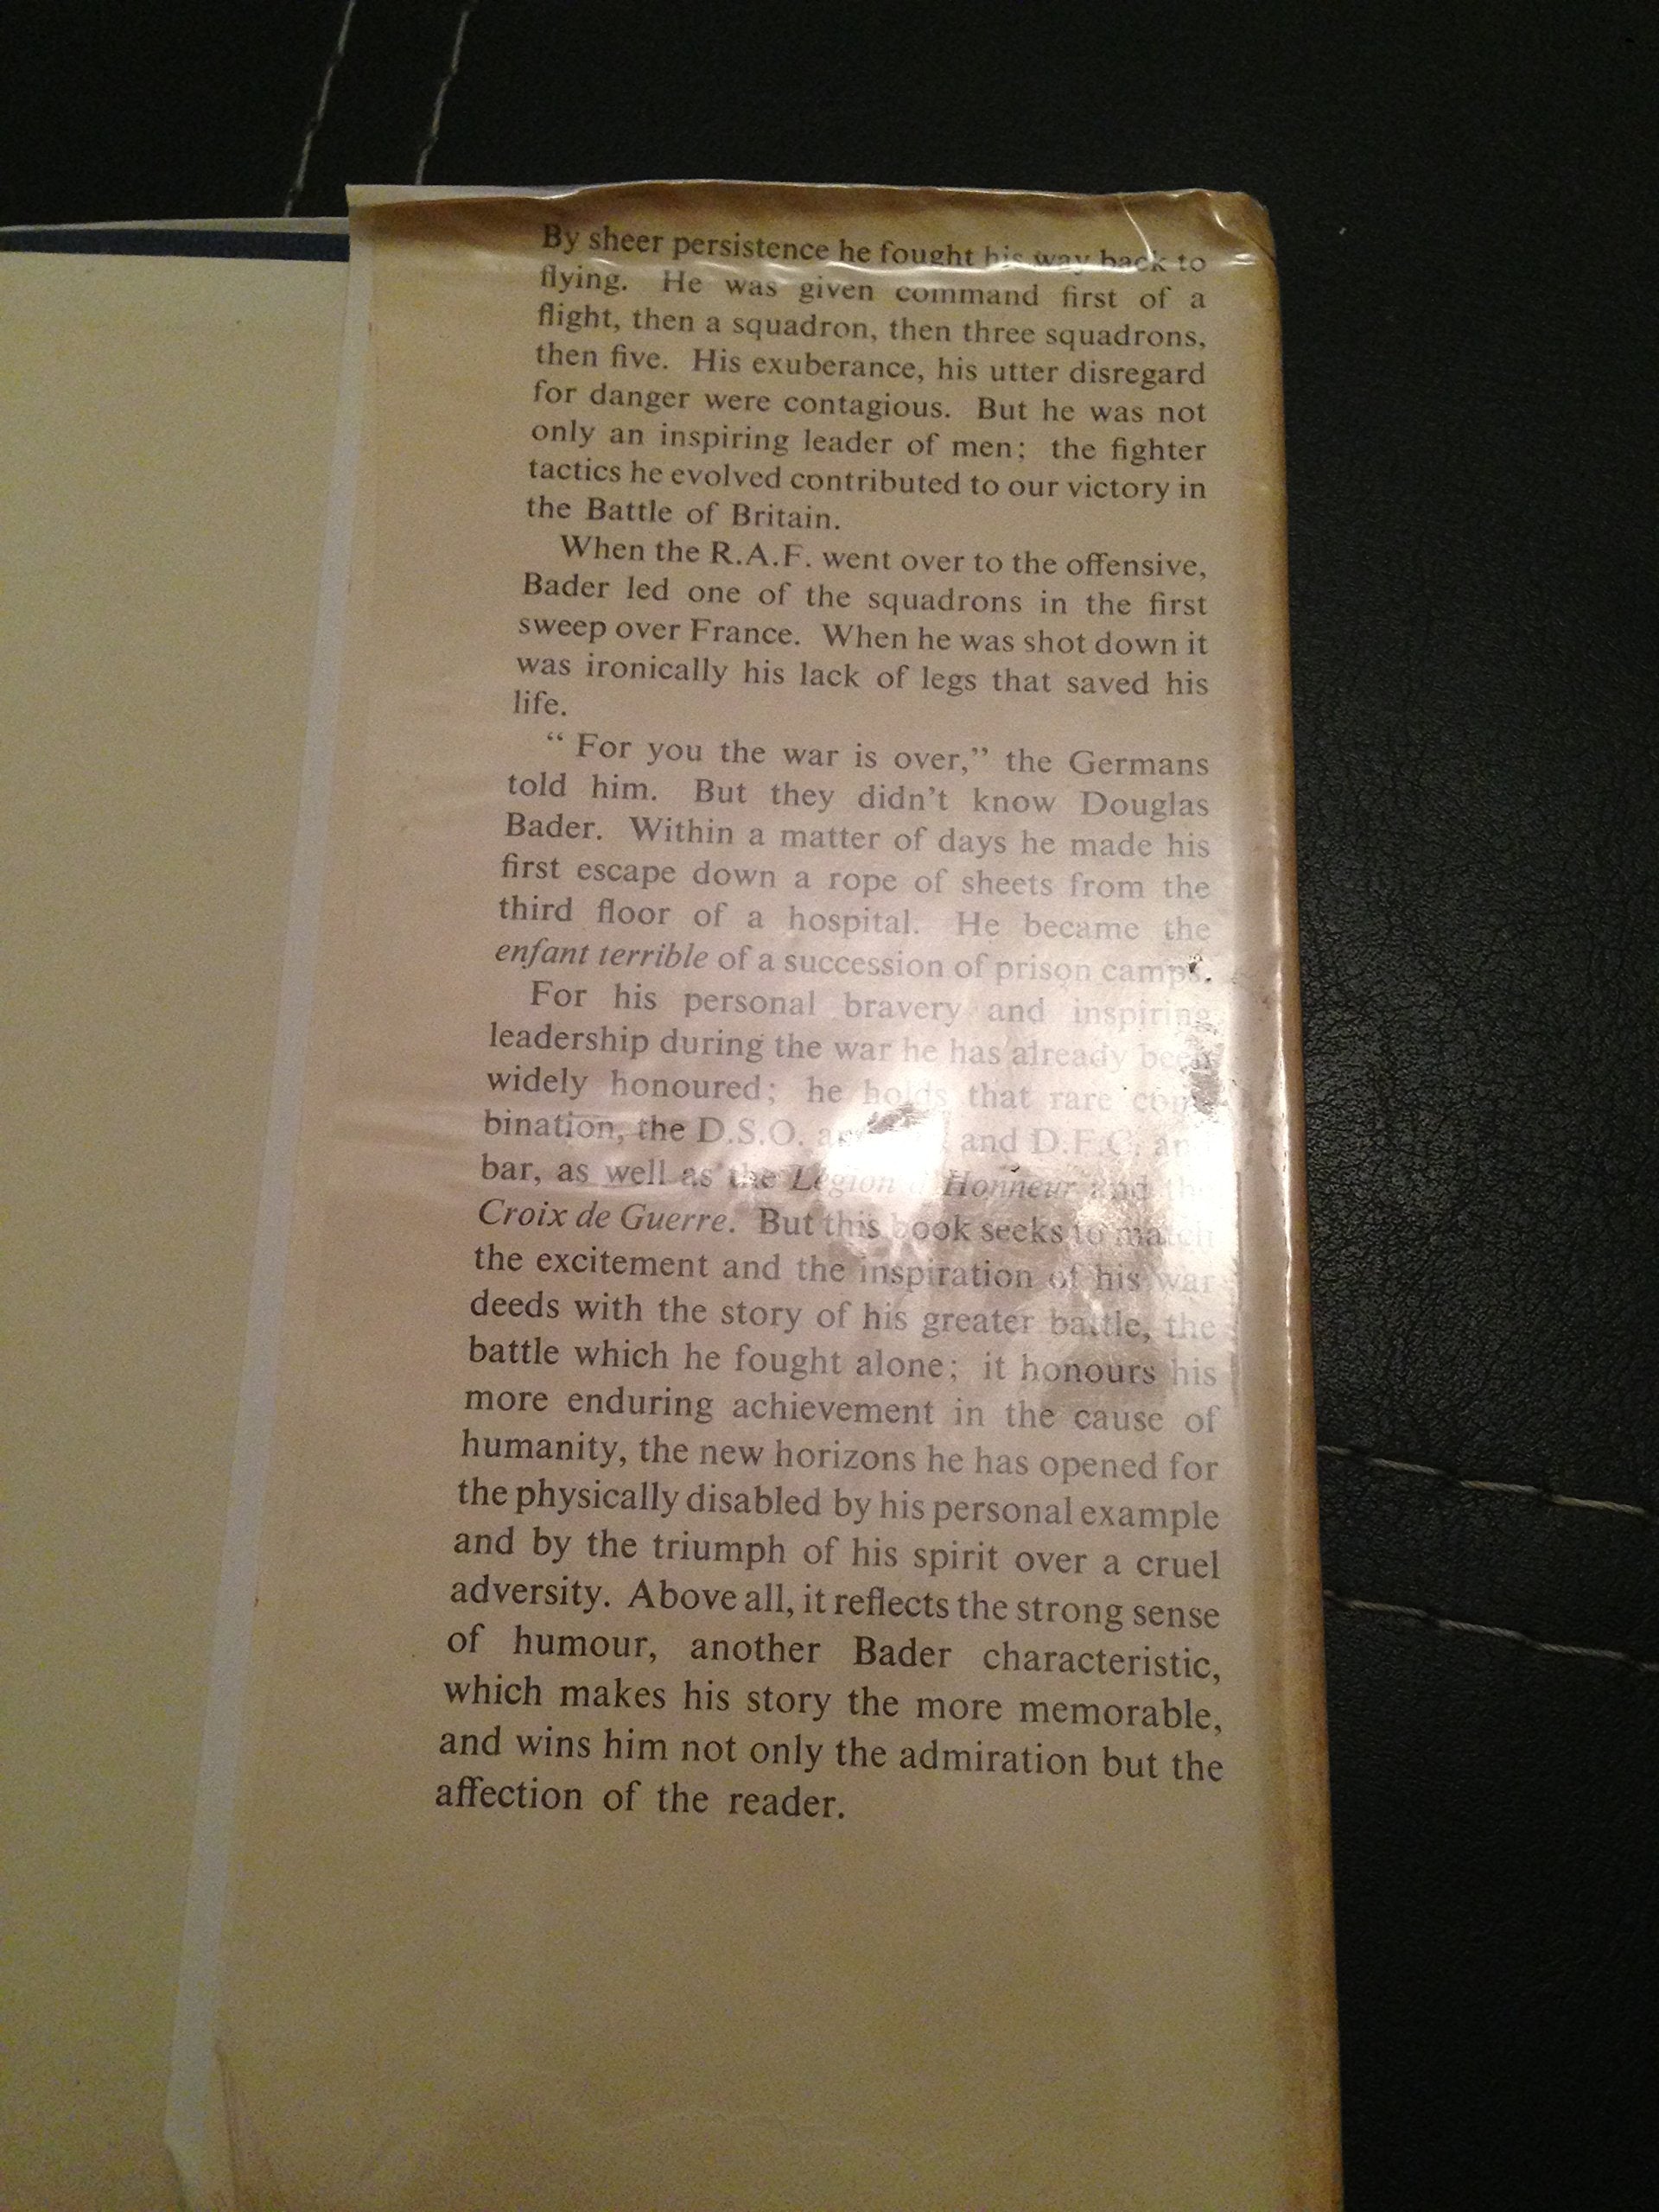 By sheer persistence he fought his way back to
flying. He was given command first of a
flight, then a squadron, then three squadrons,
then five. His exuberance, his utter disregard
for danger were contagious. But he was not
only an inspiring leader of men; the fighter
tactics he evolved contributed to our victory in
the Battle of Britain.
When the R.A.F. went over to the offensive,
Bader led one of the squadrons in the first
sweep over France. When he was shot down it
was ironically his lack of legs that saved his
life.
“ For you the war is over,” the Germans
told him. But they didn’t know Douglas
Bader. Within a matter of days he made his
first escape down a rope of sheets from the
third floor of a hospital. He became the
enfant terrible of a succession of prison camps.
For his personal bravery and inspiring
leadership during the war he has already been
widely honoured; he holds that rare com-
bination, the D.S.O. and D.F.C. and
bar, as well as the Légion d’Honneur and the
Croix de Guerre. But this book seeks to match
the excitement and the inspiration of his war
deeds with the story of his greater battle, the
battle which he fought alone; it honours his
more enduring achievement in the cause of
humanity, the new horizons he has opened for
the physically disabled by his personal example
and by the triumph of his spirit over a cruel
adversity. Above all, it reflects the strong sense
of humour, another Bader characteristic,
which makes his story the more memorable,
and wins him not only the admiration but the
affection of the reader.